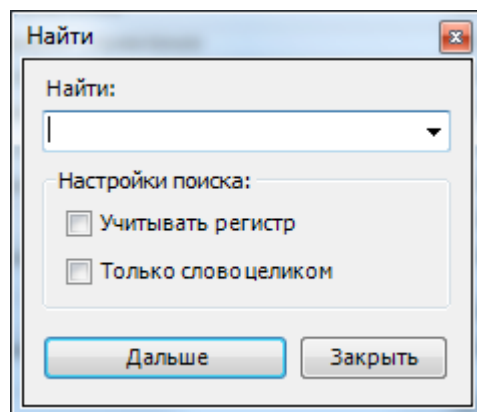 Найти
Найти:
Настройки поиска:
Учитывать регистр
Только слово целиком
Дальше
Закрыть